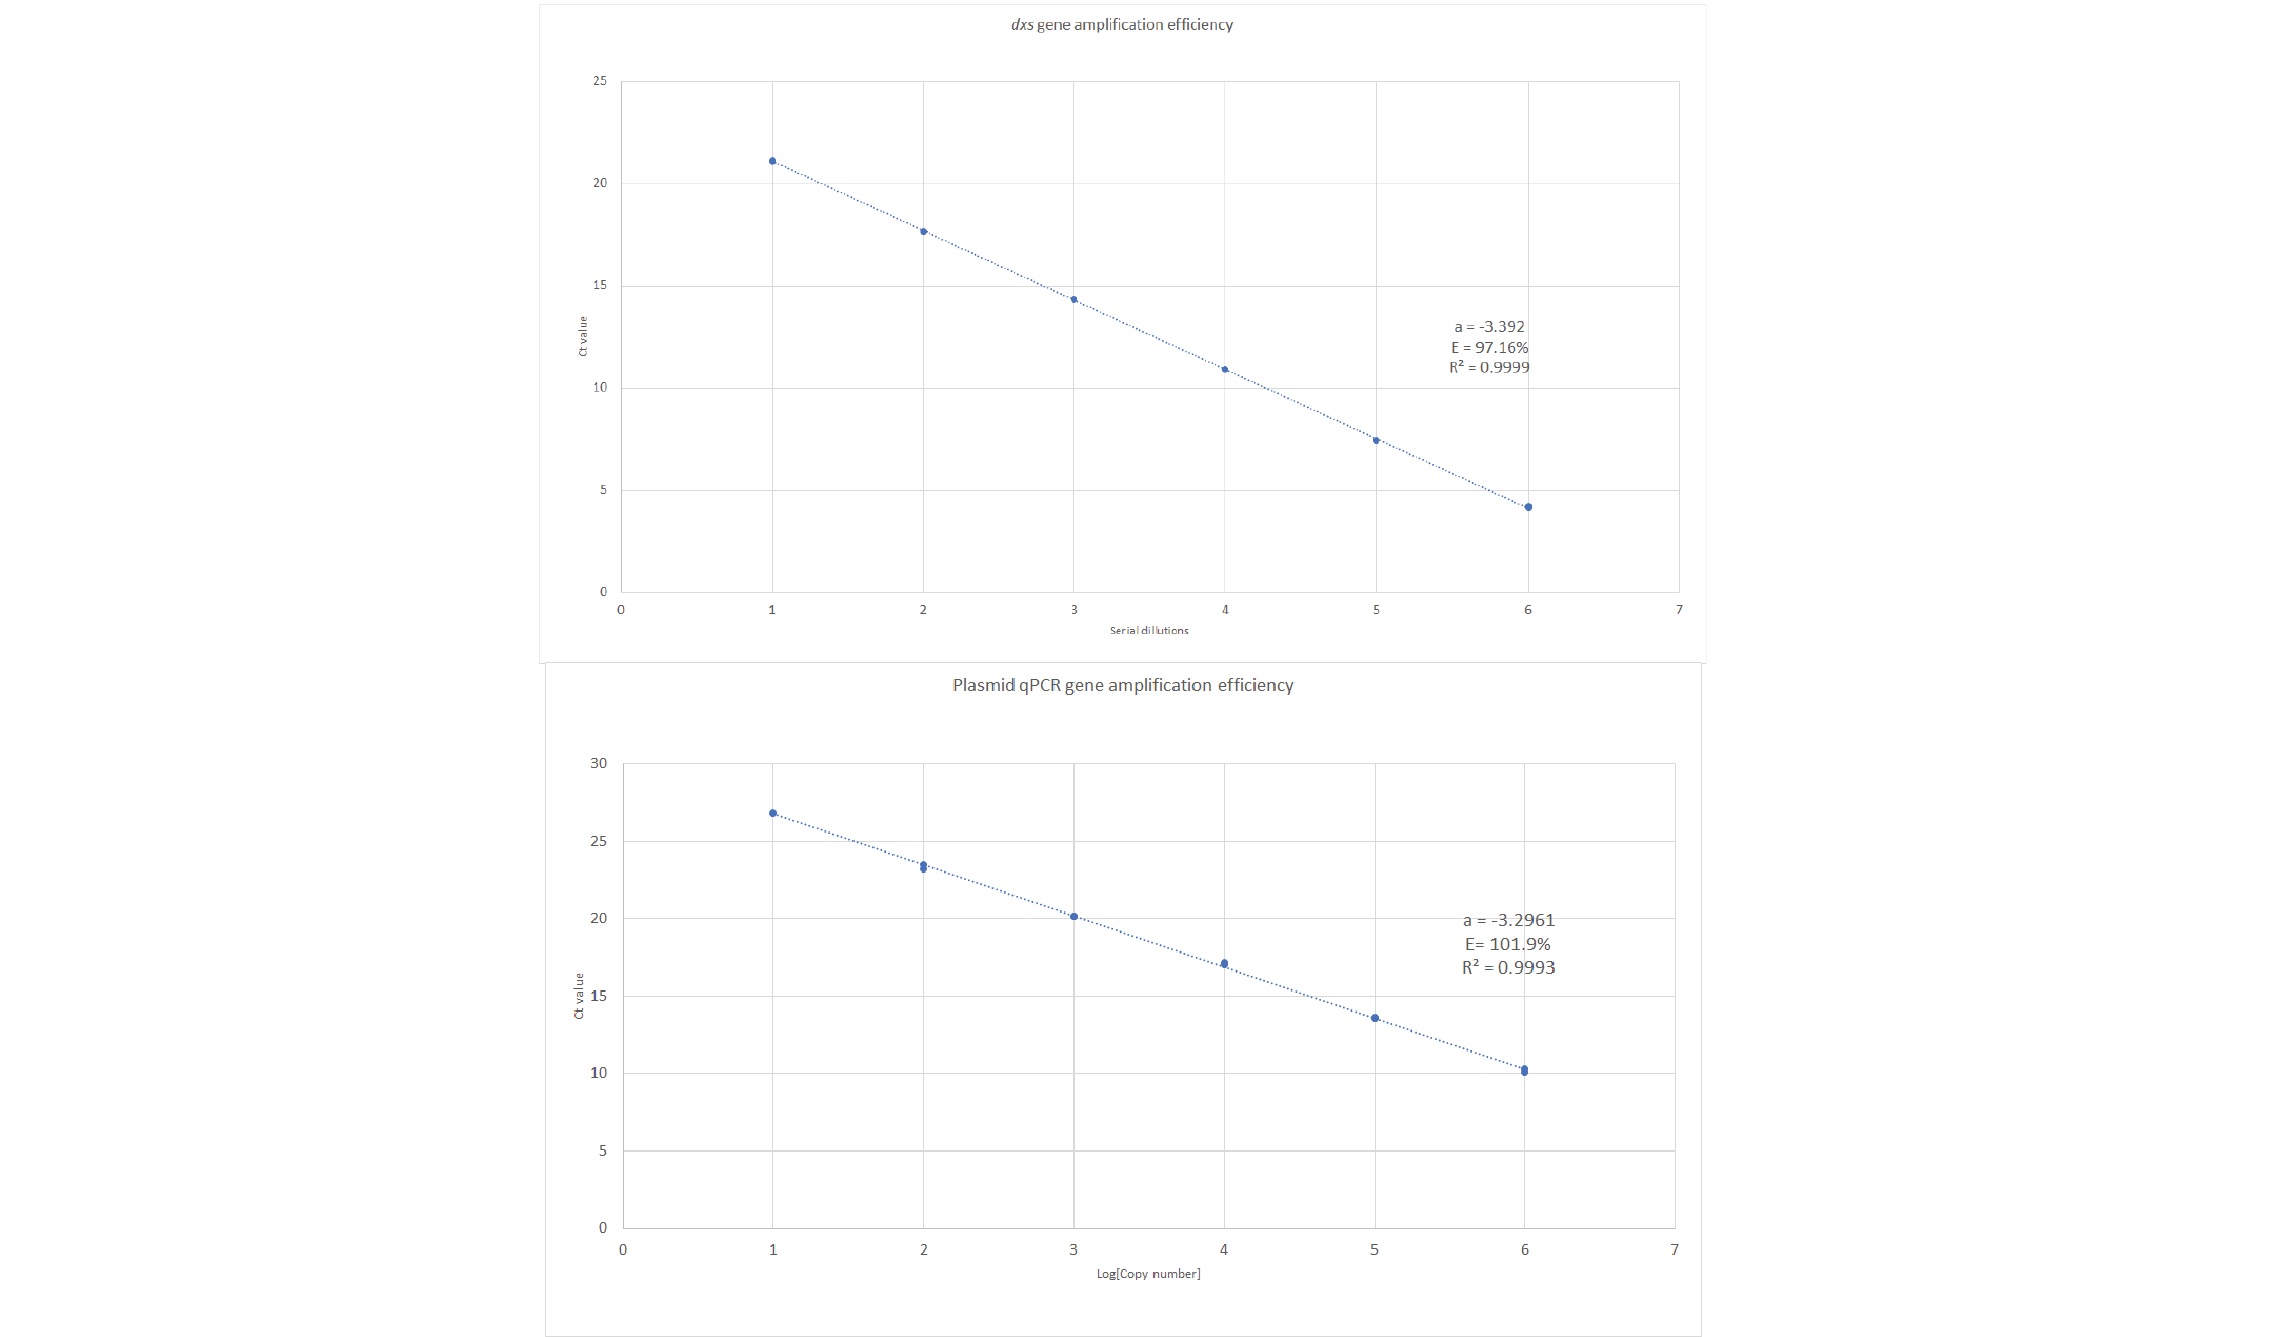 dxs gene amplification efficiency
25
20
15
10
5
0
Ct value
a = -3.392
E = 97.16%
R² = 0.9999
0 1 2 3 4 5 6 7
Serial dillutions
Plasmid qPCR gene amplification efficiency
30
25
20
15
10
5
0
Ct value
a = -3.2961
E= 101.9%
R² = 0.9993
0 1 2 3 4 5 6 7
Log[Copy number]